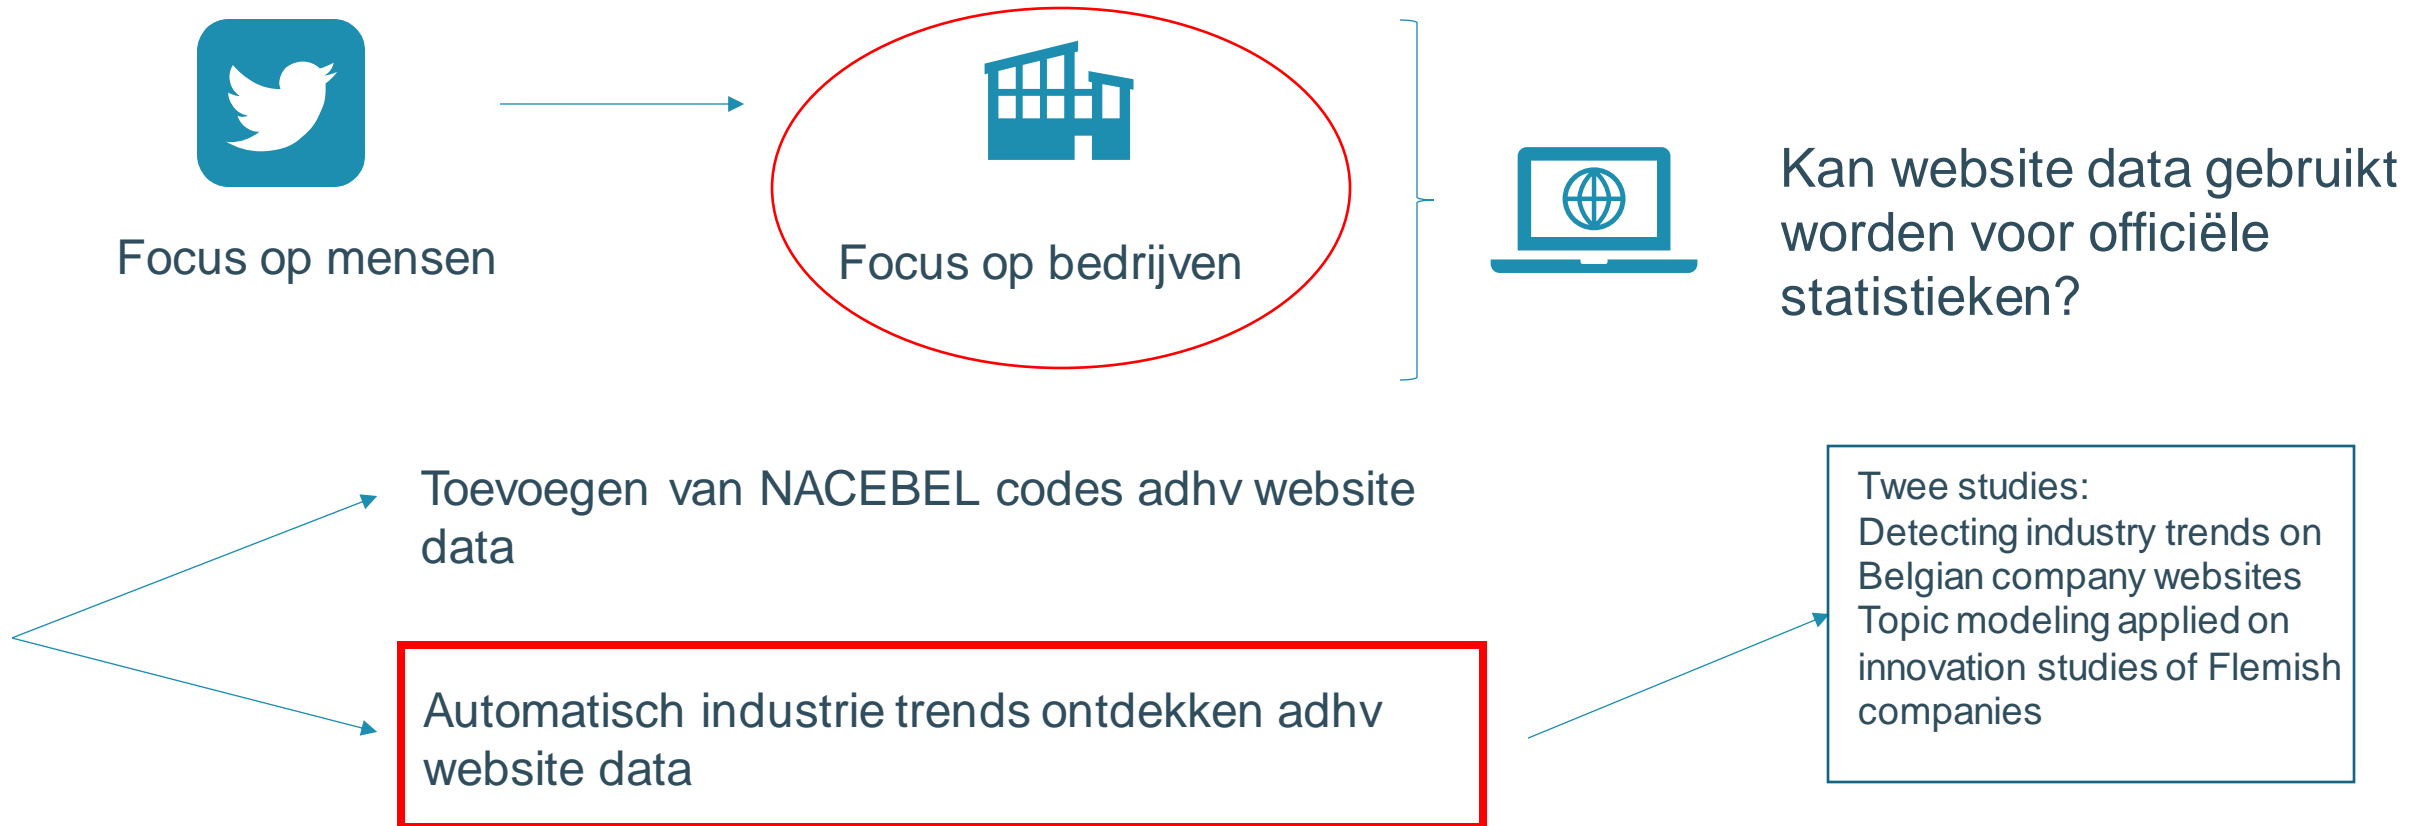 Focus op mensen
Focus op bedrijven
Kan website data gebruikt
worden voor officiële
statistieken?
Toevoegen van NACEBEL codes adhv website
data
Automatisch industrie trends ontdekken adhv
website data
Twee studies:
Detecting industry trends on
Belgian company websites
Topic modeling applied on
innovation studies of Flemish
companies